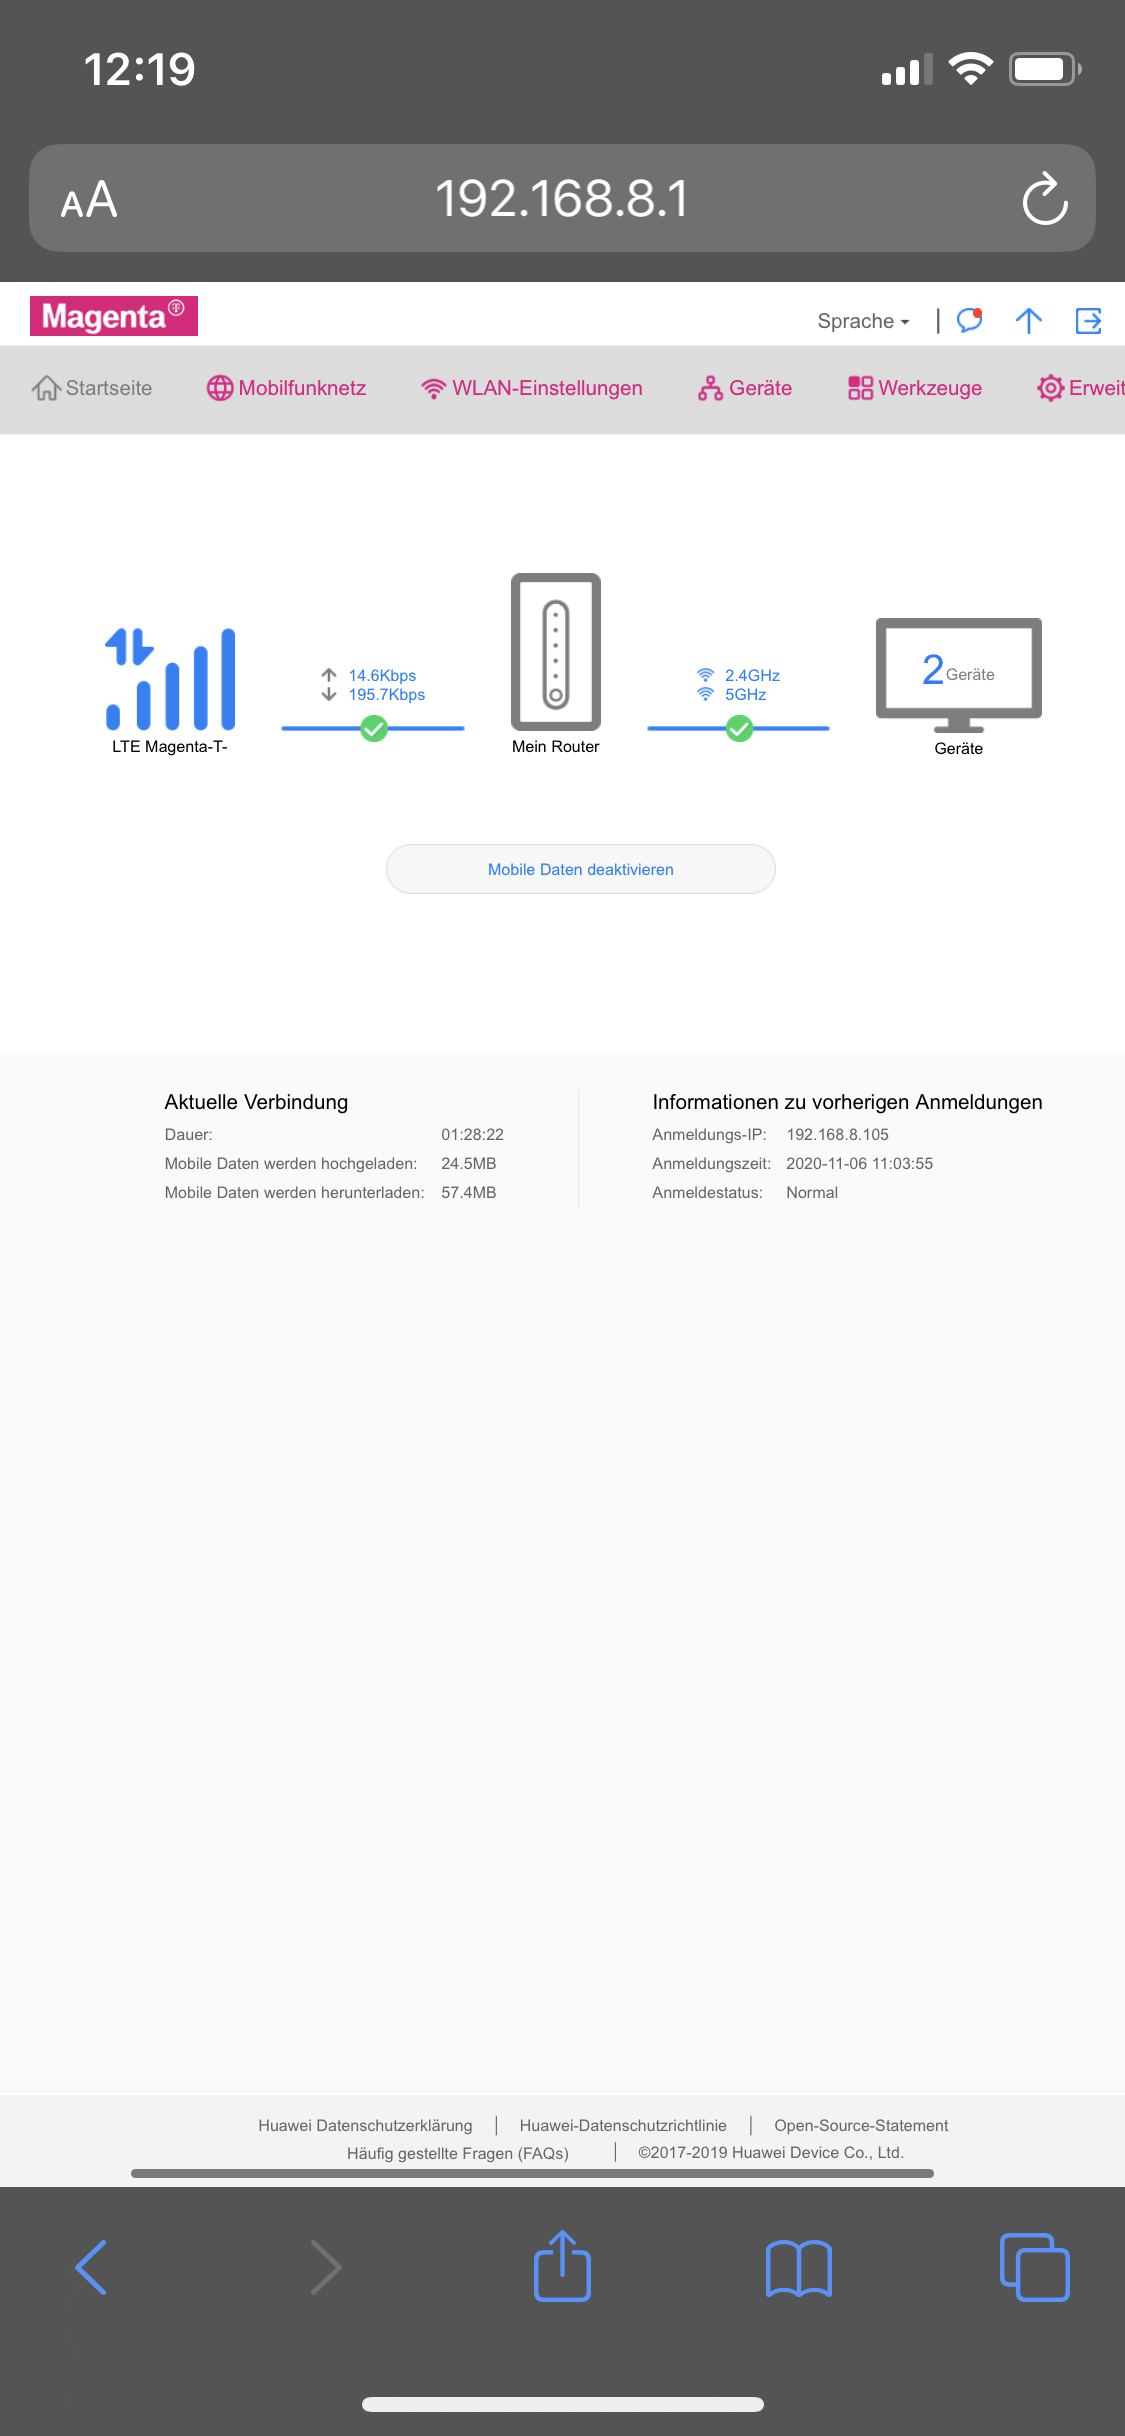 12:19
AA
192.168.8.1
Magenta
Sprache
Startseite Mobilfunknetz WLAN-Einstellungen Geräte Werkzeuge Erweit
14.6Kbps
195.7Kbps
2.4GHz
5GHz
2 Geräte
LTE Magenta-T- Mein Router Geräte
Mobile Daten deaktivieren
Aktuelle Verbindung
Dauer: 01:28:22
Mobile Daten werden hochgeladen: 24.5MB
Mobile Daten werden herunterladen: 57.4MB
Informationen zu vorherigen Anmeldungen
Anmeldungs-IP: 192.168.8.105
Anmeldungszeit: 2020-11-06 11:03:55
Anmeldestatus: Normal
Huawei Datenschutzerklärung | Huawei-Datenschutzrichtlinie | Open-Source-Statement
Häufig gestellte Fragen (FAQs) | ©2017-2019 Huawei Device Co., Ltd.